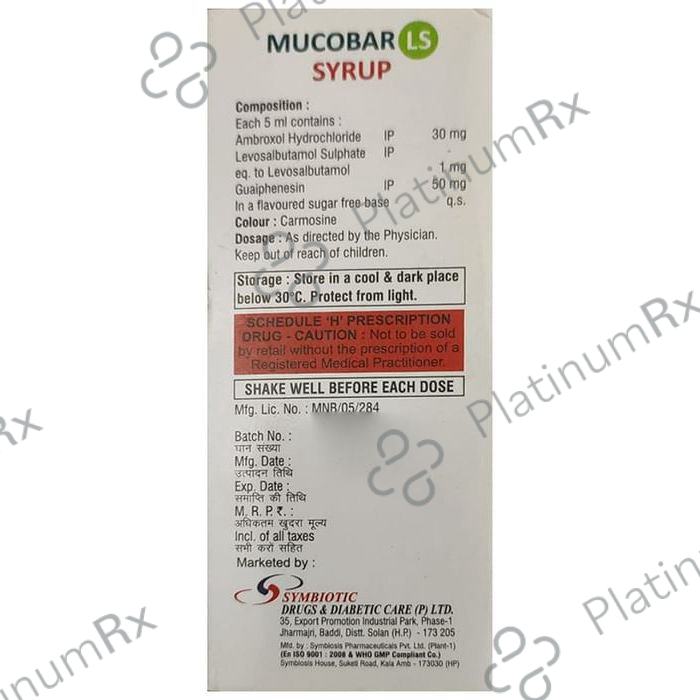 MUCOBAR LS
SYRUP
Composition :
Each 5 ml contains :
Ambroxol Hydrochloride IP 30 mg
Levosalbutamol Sulphate IP
eq. to Levosalbutamol 1 mg
Guaiphenesin IP 50 mg
In a flavoured sugar free base q.s.
Colour : Carmosine
Dosage : As directed by the Physician.
Keep out of reach of children.
Storage : Store in a cool & dark place
below 30°C. Protect from light.
SCHEDULE 'H' PRESCRIPTION
DRUG - CAUTION : Not to be sold
by retail without the prescription of a
Registered Medical Practitioner.
SHAKE WELL BEFORE EACH DOSE
Mfg. Lic. No. : MNB/05/284
Batch No. :
घान संख्या
Mfg. Date :
उत्पादन तिथि
Exp. Date :
समाप्ति की तिथि
M. R. P. ₹. :
अधिकतम खुदरा मूल्य
Incl. of all taxes
सभी करों सहित
Marketed by :
SYMBIOTIC
DRUGS & DIABETIC CARE (P) LTD.
35, Export Promotion Industrial Park, Phase-1
Jharmajri, Baddi, Distt. Solan (H.P.) - 173 205
Mfd. by : Symbiosis Pharmaceuticals Pvt. Ltd. (Plant-1)
(En ISO 9001 : 2008 & WHO GMP Compliant Co.)
Symbiosis House, Suketi Road, Kala Amb - 173030 (HP)
PlatinumRx
PlatinumRx
PlatinumRx
PlatinumRx